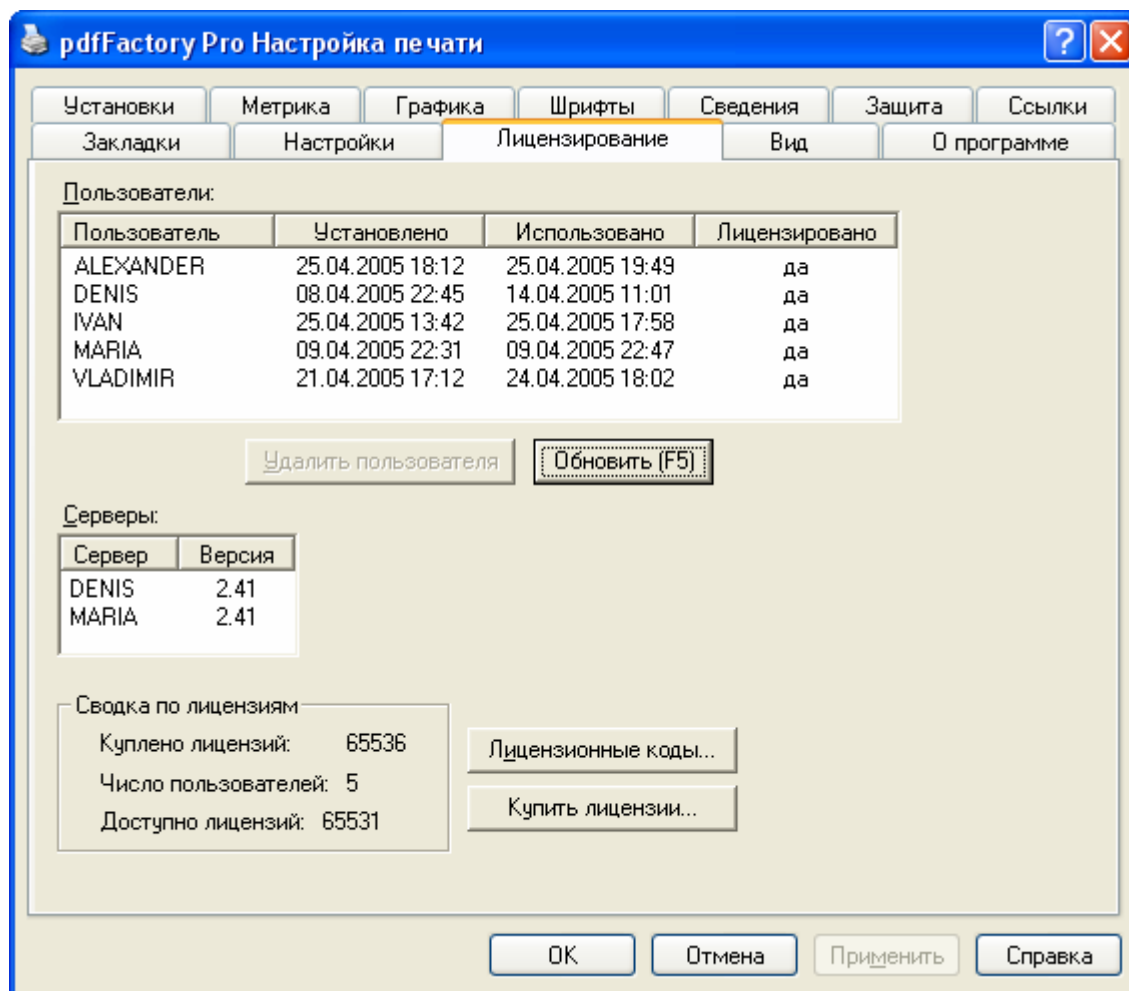 pdfFactory Pro Настройка печати
Установки Метрика Графика Шрифты Сведения Защита Ссылки
Закладки Настройки Лицензирование Вид О программе
Пользователи:
Пользователь Установлено Использовано Лицензировано
ALEXANDER 25.04.2005 18:12 25.04.2005 19:49 да
DENIS 08.04.2005 22:45 14.04.2005 11:01 да
IVAN 25.04.2005 13:42 25.04.2005 17:58 да
MARIA 09.04.2005 22:31 09.04.2005 22:47 да
VLADIMIR 21.04.2005 17:12 24.04.2005 18:02 да
Удалить пользователя Обновить (F5)
Серверы:
Сервер Версия
DENIS 2.41
MARIA 2.41
Сводка по лицензиям
Куплено лицензий: 65536
Число пользователей: 5
Доступно лицензий: 65531
Лицензионные коды...
Купить лицензии...
OK Отмена Применить Справка